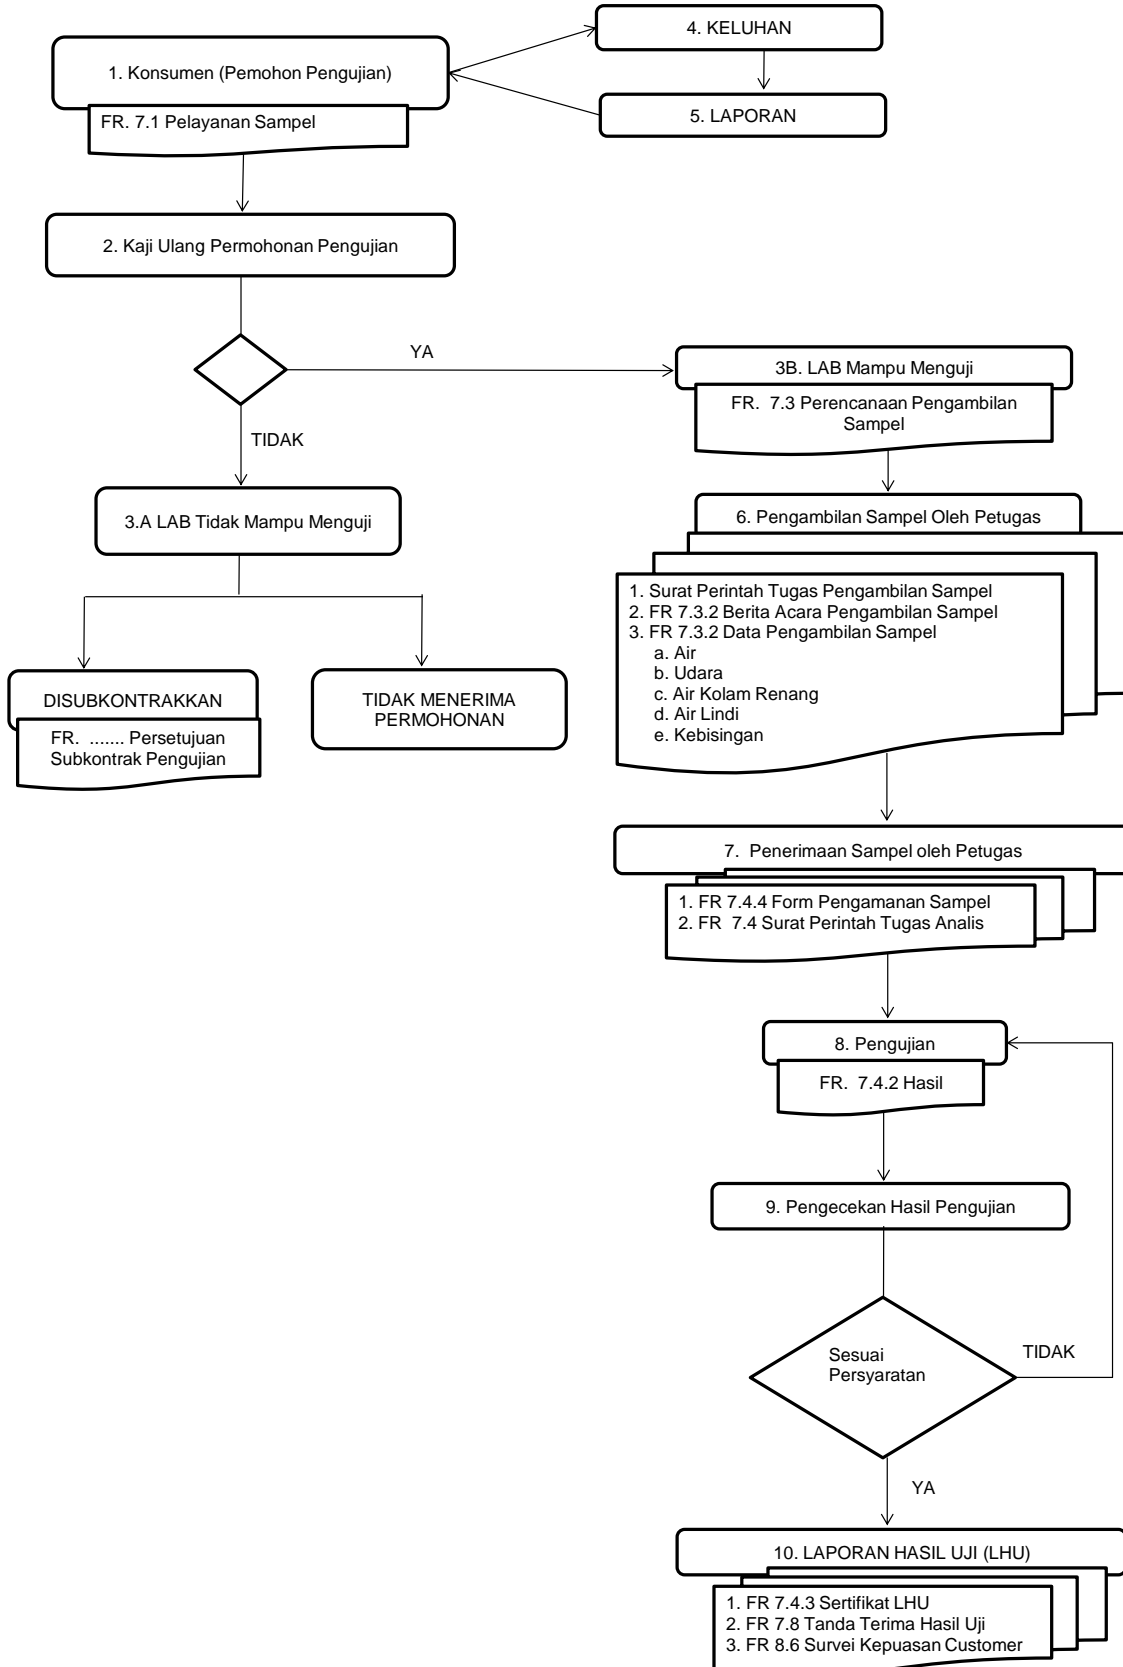 4. KELUHAN
1. Konsumen (Pemohon Pengujian)
5. LAPORAN
FR. 7.1 Pelayanan Sampel
2. Kaji Ulang Permohonan Pengujian
YA
3B. LAB Mampu Menguji
FR.  7.3 Perencanaan Pengambilan
Sampel
TIDAK
3.A LAB Tidak Mampu Menguji
6. Pengambilan Sampel Oleh Petugas
1. Surat Perintah Tugas Pengambilan Sampel
2. FR 7.3.2 Berita Acara Pengambilan Sampel
3. FR 7.3.2 Data Pengambilan Sampel
a. Air
b. Udara
c. Air Kolam Renang
d. Air Lindi
e. Kebisingan
DISUBKONTRAKKAN
FR.  ....... Persetujuan
Subkontrak Pengujian
TIDAK MENERIMA
PERMOHONAN
7.  Penerimaan Sampel oleh Petugas
1. FR 7.4.4 Form Pengamanan Sampel
2. FR  7.4 Surat Perintah Tugas Analis
8. Pengujian
FR.  7.4.2 Hasil
9. Pengecekan Hasil Pengujian
Sesuai
Persyaratan
TIDAK
YA
10. LAPORAN HASIL UJI (LHU)
1. FR 7.4.3 Sertifikat LHU
2. FR 7.8 Tanda Terima Hasil Uji
3. FR 8.6 Survei Kepuasan Customer